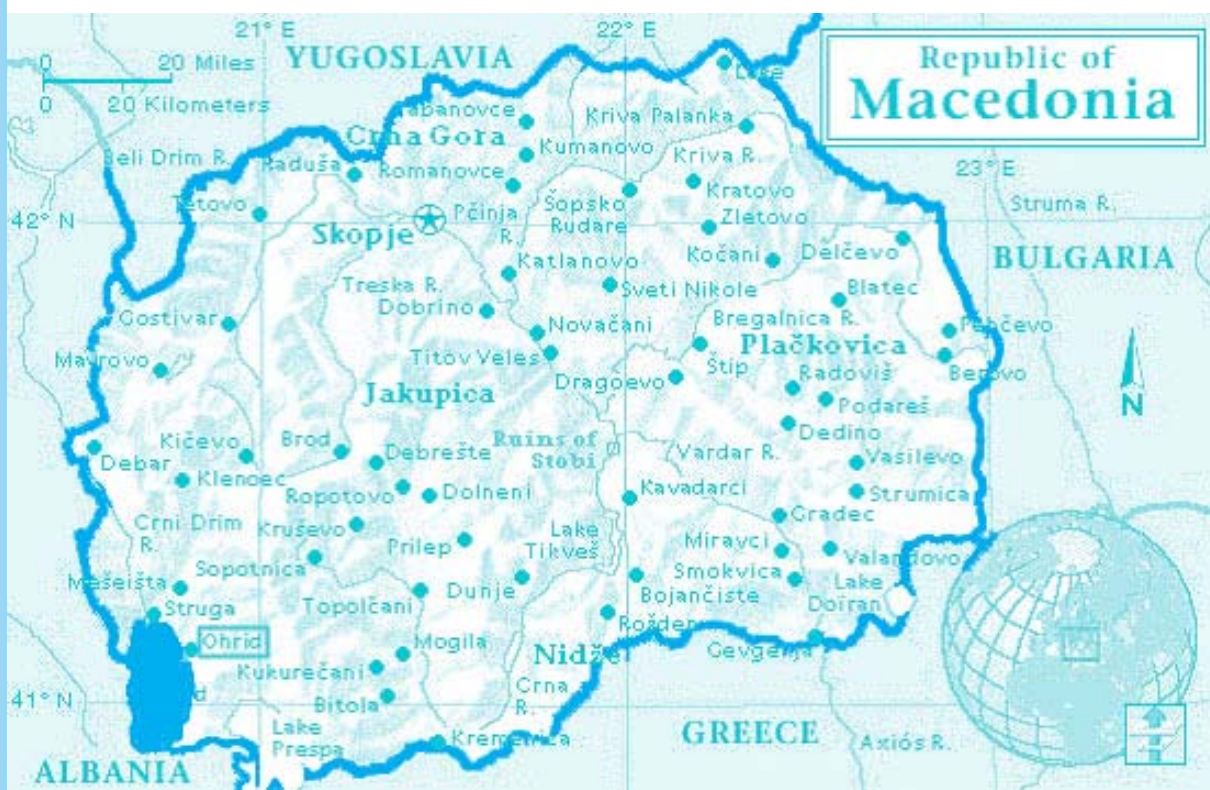 21° E
22° E
YUGOSLAVIA
Republic of
Macedonia
0 20 Miles
0 20 Kilometers
Kriva Palanka
Crna Gora
Kumanovo
Beli Drim R.
Raduša
Romanovce
Kriva R.
23° E
Kratovo
Tetovo
42° N
Pčinja
R.
Šopsko
Rudare
Zletovo
Struma R.
Skopje
Kočani
Delčevo
BULGARIA
Katlanovo
Treska R.
Sveti Nikole
Blatec
Dobrino
Gostivar
Novačani
Bregalnica R.
Pehčevo
Mavrovo
Titov Veles
Plačkovica
Štip
Berovo
Dragoevo
Radoviš
Jakupica
Podareš
N
Kičevo
Brod
Ruins of
Stobi
Dedino
Debar
Debrešte
Vardar R.
Vasilevo
Klenoec
Ropotovo
Dolneni
Kavadarci
Strumica
Crni Drim
R.
Kruševo
Gradec
Prilep
Lake
Tikveš
Miravci
Valandovo
Sopotnica
Smokvica
Mešeišta
Dunje
Lake
Doiran
Struga
Topolčani
Bojančište
Rožden
Ohrid
Mogila
Nidže
Gevgelija
Kukurečani
Crna
R.
41° N
Bitola
Lake
Prespa
Kremenica
GREECE
Axiós R.
ALBANIA